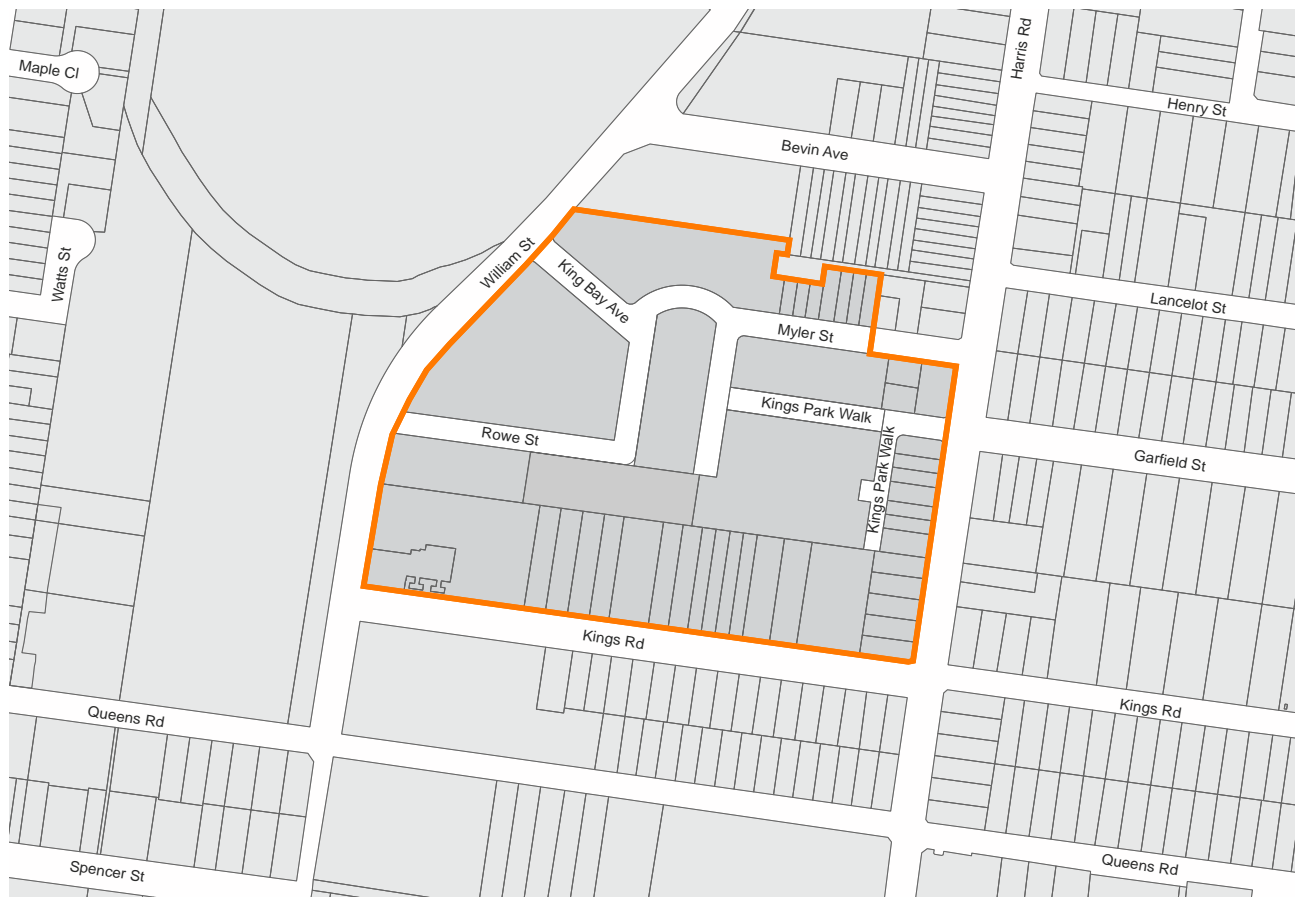 Harris Rd
Maple Cl
Henry St
Bevin Ave
William St
Watts St
King Bay Ave
Lancelot St
Myler St
Kings Park Walk
Rowe St
Garfield St
Kings Park Walk
Kings Rd
Kings Rd
Queens Rd
Queens Rd
Spencer St